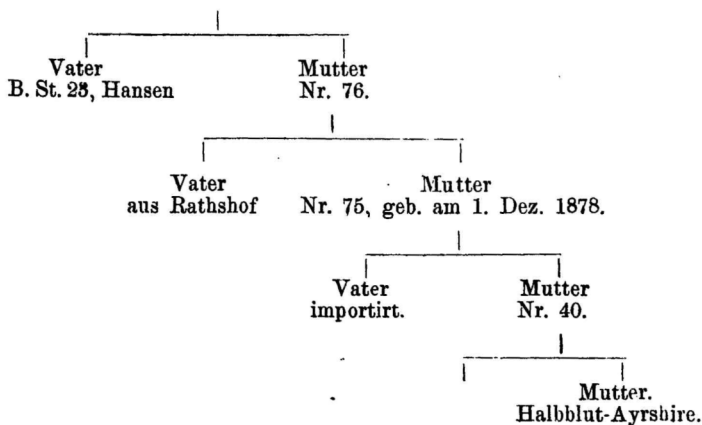 Vater Mutter
B. St. 23, Hansen Nr. 76.
Vater Mutter
aus Rathshof Nr. 75, geb. am 1. Dez. 1878.
Vater Mutter
importirt. Nr. 40.
Mutter.
Halbblut-Ayrshire.